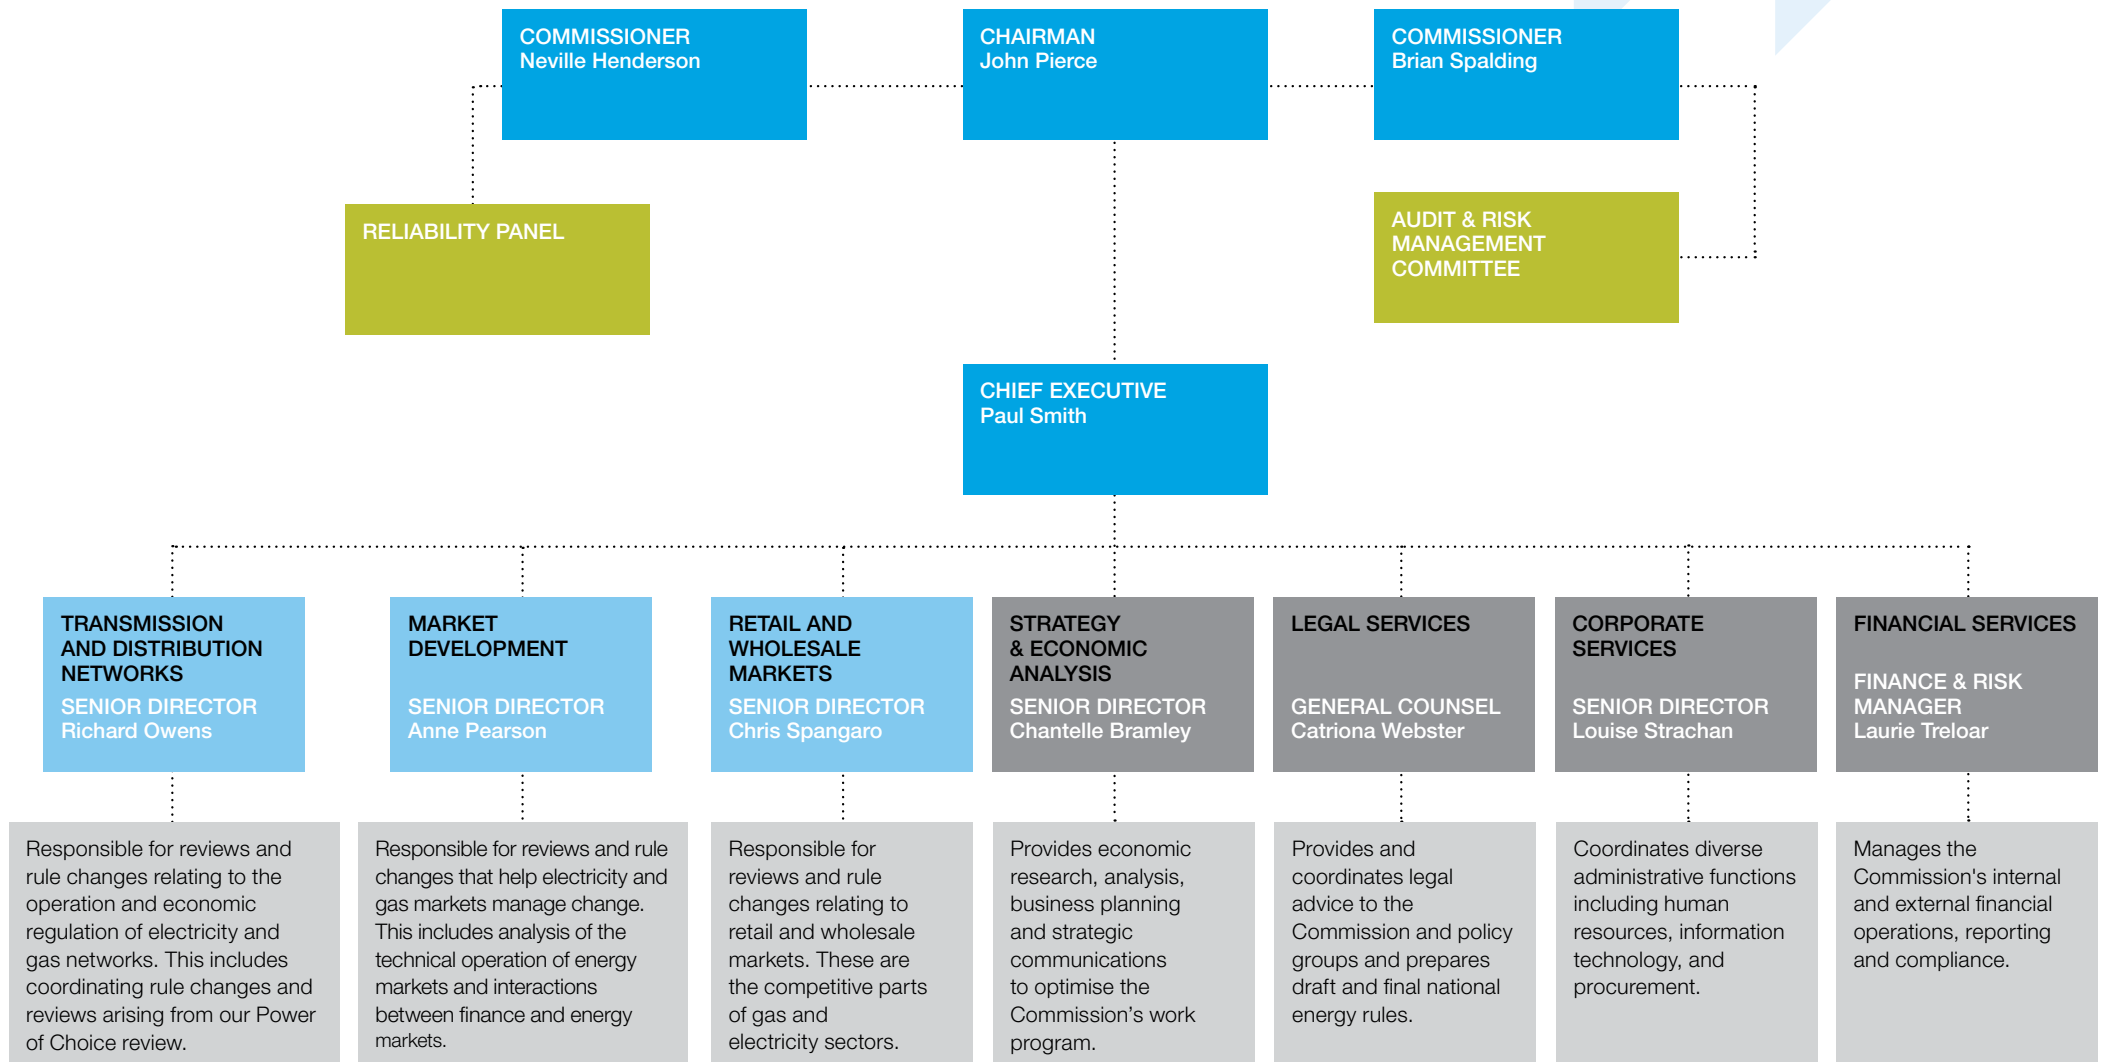 COMMISSIONER
Neville Henderson
CHAIRMAN
John Pierce
COMMISSIONER
Brian Spalding
RELIABILITY PANEL
AUDIT & RISK
MANAGEMENT
COMMITTEE
CHIEF EXECUTIVE
Paul Smith
TRANSMISSION
AND DISTRIBUTION
NETWORKS
SENIOR DIRECTOR
Richard Owens
MARKET
DEVELOPMENT
SENIOR DIRECTOR
Anne Pearson
RETAIL AND
WHOLESALE
MARKETS
SENIOR DIRECTOR
Chris Spangaro
STRATEGY
& ECONOMIC
ANALYSIS
SENIOR DIRECTOR
Chantelle Bramley
LEGAL SERVICES
GENERAL COUNSEL
Catriona Webster
CORPORATE
SERVICES
SENIOR DIRECTOR
Louise Strachan
FINANCIAL SERVICES
FINANCE & RISK
MANAGER
Laurie Treloar
Responsible for reviews and
rule changes relating to the
operation and economic
regulation of electricity and
gas networks. This includes
coordinating rule changes and
reviews arising from our Power
of Choice review.
Responsible for reviews and rule
changes that help electricity and
gas markets manage change.
This includes analysis of the
technical operation of energy
markets and interactions
between finance and energy
markets.
Responsible for
reviews and rule
changes relating to
retail and wholesale
markets. These are
the competitive parts
of gas and
electricity sectors.
Provides economic
research, analysis,
business planning
and strategic
communications
to optimise the
Commission’s work
program.
Provides and
coordinates legal
advice to the
Commission and policy
groups and prepares
draft and final national
energy rules.
Coordinates diverse
administrative functions
including human
resources, information
technology, and
procurement.
Manages the
Commission's internal
and external financial
operations, reporting
and compliance.